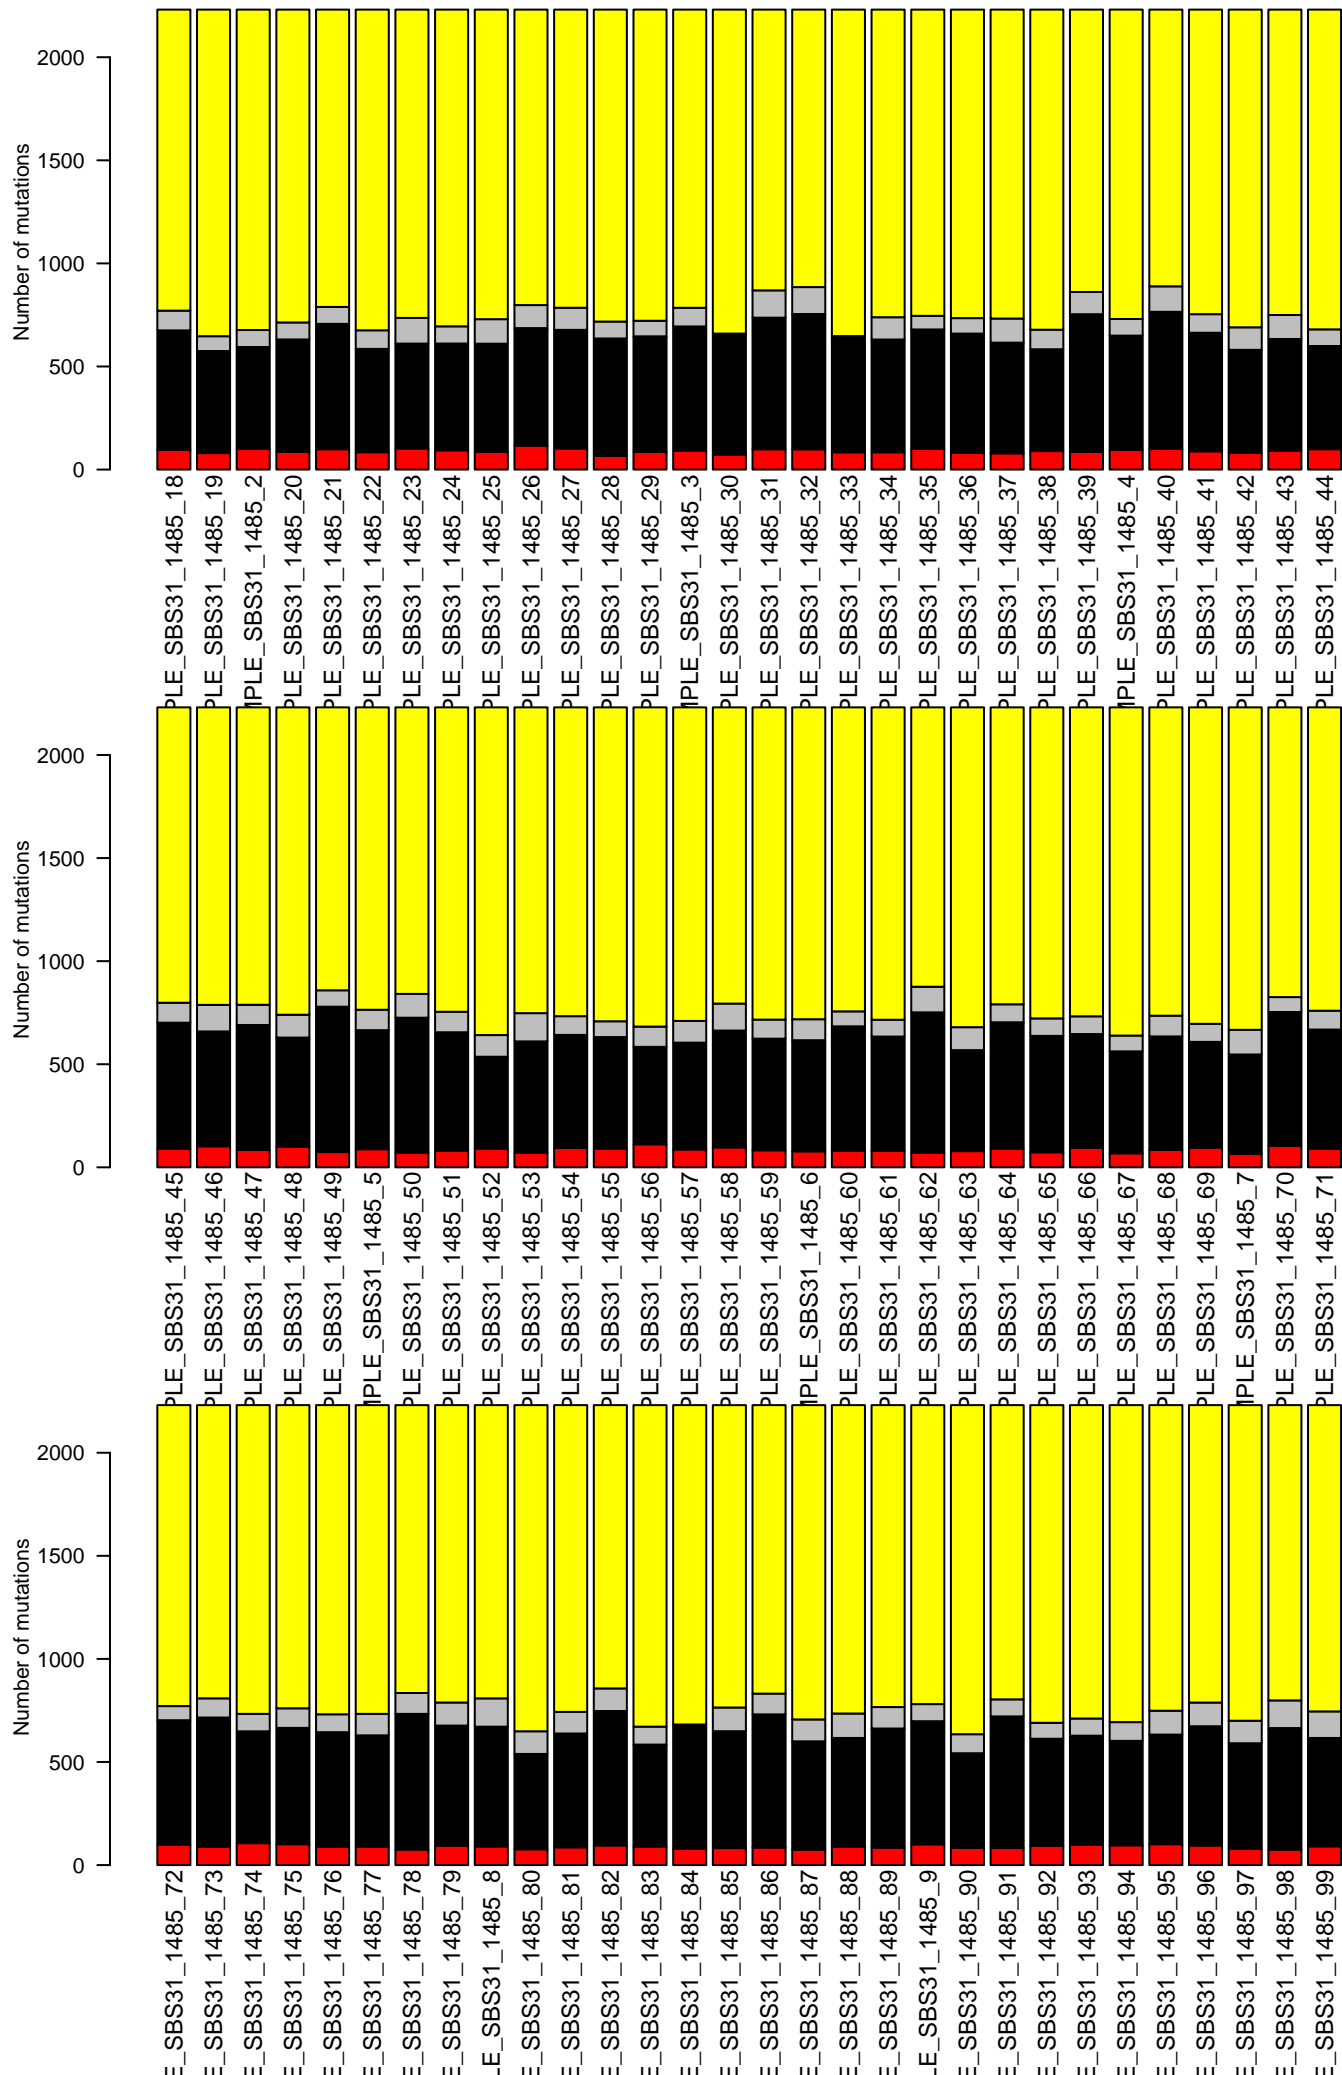 Number of mutations
2000
1500
1000
500
0
PLE_SBS31_1485_18
PLE_SBS31_1485_19
MPLE_SBS31_1485_2
PLE_SBS31_1485_20
PLE_SBS31_1485_21
PLE_SBS31_1485_22
PLE_SBS31_1485_23
PLE_SBS31_1485_24
PLE_SBS31_1485_25
PLE_SBS31_1485_26
PLE_SBS31_1485_27
PLE_SBS31_1485_28
PLE_SBS31_1485_29
MPLE_SBS31_1485_3
PLE_SBS31_1485_30
PLE_SBS31_1485_31
PLE_SBS31_1485_32
PLE_SBS31_1485_33
PLE_SBS31_1485_34
PLE_SBS31_1485_35
PLE_SBS31_1485_36
PLE_SBS31_1485_37
PLE_SBS31_1485_38
PLE_SBS31_1485_39
MPLE_SBS31_1485_4
PLE_SBS31_1485_40
PLE_SBS31_1485_41
PLE_SBS31_1485_42
PLE_SBS31_1485_43
PLE_SBS31_1485_44
Number of mutations
2000
1500
1000
500
0
PLE_SBS31_1485_45
PLE_SBS31_1485_46
PLE_SBS31_1485_47
PLE_SBS31_1485_48
PLE_SBS31_1485_49
MPLE_SBS31_1485_5
PLE_SBS31_1485_50
PLE_SBS31_1485_51
PLE_SBS31_1485_52
PLE_SBS31_1485_53
PLE_SBS31_1485_54
PLE_SBS31_1485_55
PLE_SBS31_1485_56
PLE_SBS31_1485_57
PLE_SBS31_1485_58
PLE_SBS31_1485_59
MPLE_SBS31_1485_6
PLE_SBS31_1485_60
PLE_SBS31_1485_61
PLE_SBS31_1485_62
PLE_SBS31_1485_63
PLE_SBS31_1485_64
PLE_SBS31_1485_65
PLE_SBS31_1485_66
PLE_SBS31_1485_67
PLE_SBS31_1485_68
PLE_SBS31_1485_69
MPLE_SBS31_1485_7
PLE_SBS31_1485_70
PLE_SBS31_1485_71
Number of mutations
2000
1500
1000
500
0
E_SBS31_1485_72
E_SBS31_1485_73
E_SBS31_1485_74
E_SBS31_1485_75
E_SBS31_1485_76
E_SBS31_1485_77
E_SBS31_1485_78
E_SBS31_1485_79
LE_SBS31_1485_8
E_SBS31_1485_80
E_SBS31_1485_81
E_SBS31_1485_82
E_SBS31_1485_83
E_SBS31_1485_84
E_SBS31_1485_85
E_SBS31_1485_86
E_SBS31_1485_87
E_SBS31_1485_88
E_SBS31_1485_89
LE_SBS31_1485_9
E_SBS31_1485_90
E_SBS31_1485_91
E_SBS31_1485_92
E_SBS31_1485_93
E_SBS31_1485_94
E_SBS31_1485_95
E_SBS31_1485_96
E_SBS31_1485_97
E_SBS31_1485_98
E_SBS31_1485_99